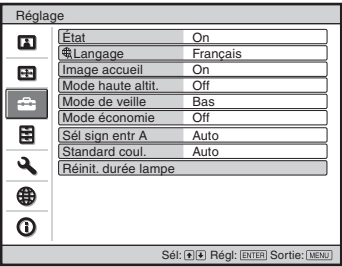 Réglage
État On
Langage Français
Image accueil On
Mode haute altit. Off
Mode de veille Bas
Mode économie Off
Sél sign entr A Auto
Standard coul. Auto
Réinit. durée lampe
Sél: Régl: ENTER Sortie: MENU